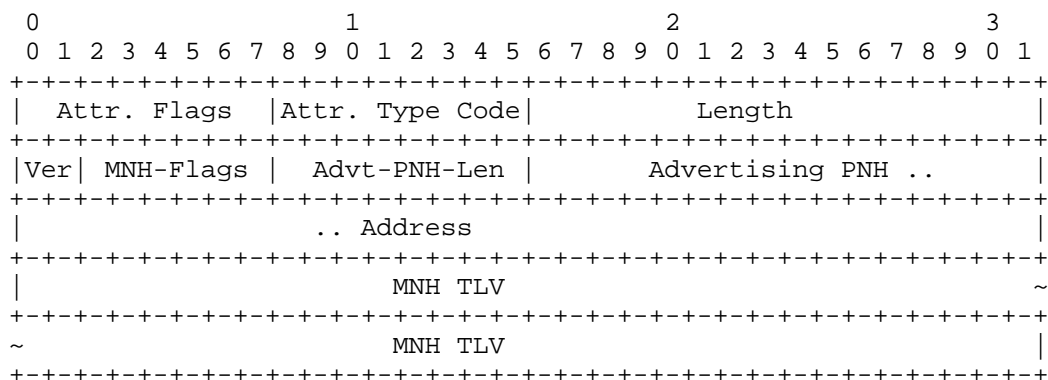 0                   1                   2                   3
 0 1 2 3 4 5 6 7 8 9 0 1 2 3 4 5 6 7 8 9 0 1 2 3 4 5 6 7 8 9 0 1
+-+-+-+-+-+-+-+-+-+-+-+-+-+-+-+-+-+-+-+-+-+-+-+-+-+-+-+-+-+-+-+-+
|  Attr. Flags  |Attr. Type Code|          Length               |
+-+-+-+-+-+-+-+-+-+-+-+-+-+-+-+-+-+-+-+-+-+-+-+-+-+-+-+-+-+-+-+-+
|Ver| MNH-Flags |  Advt-PNH-Len |       Advertising PNH ..      |
+-+-+-+-+-+-+-+-+-+-+-+-+-+-+-+-+-+-+-+-+-+-+-+-+-+-+-+-+-+-+-+-+
|                  .. Address                                   |
+-+-+-+-+-+-+-+-+-+-+-+-+-+-+-+-+-+-+-+-+-+-+-+-+-+-+-+-+-+-+-+-+
|                       MNH TLV                                 ~
+-+-+-+-+-+-+-+-+-+-+-+-+-+-+-+-+-+-+-+-+-+-+-+-+-+-+-+-+-+-+-+-+
~                       MNH TLV                                 |
+-+-+-+-+-+-+-+-+-+-+-+-+-+-+-+-+-+-+-+-+-+-+-+-+-+-+-+-+-+-+-+-+